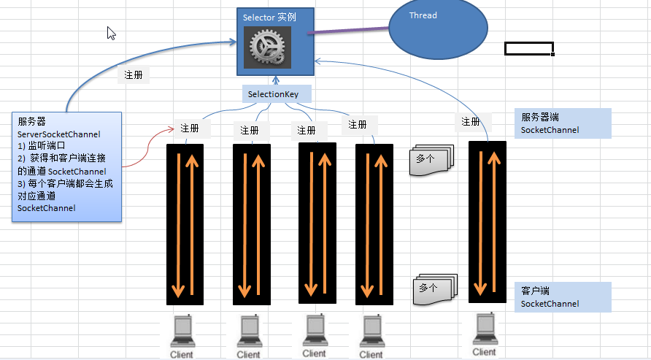 Selector 实例
Thread
注册
SelectionKey
服务器
ServerSocketChannel
1) 监听端口
2) 获得和客户端连接
的通道 SocketChannel
3) 每个客户端都会生成
对应通道
SocketChannel
注册
注册
注册
注册
注册
服务器端
SocketChannel
多个
多个
客户端
SocketChannel
Client
Client
Client
Client
Client